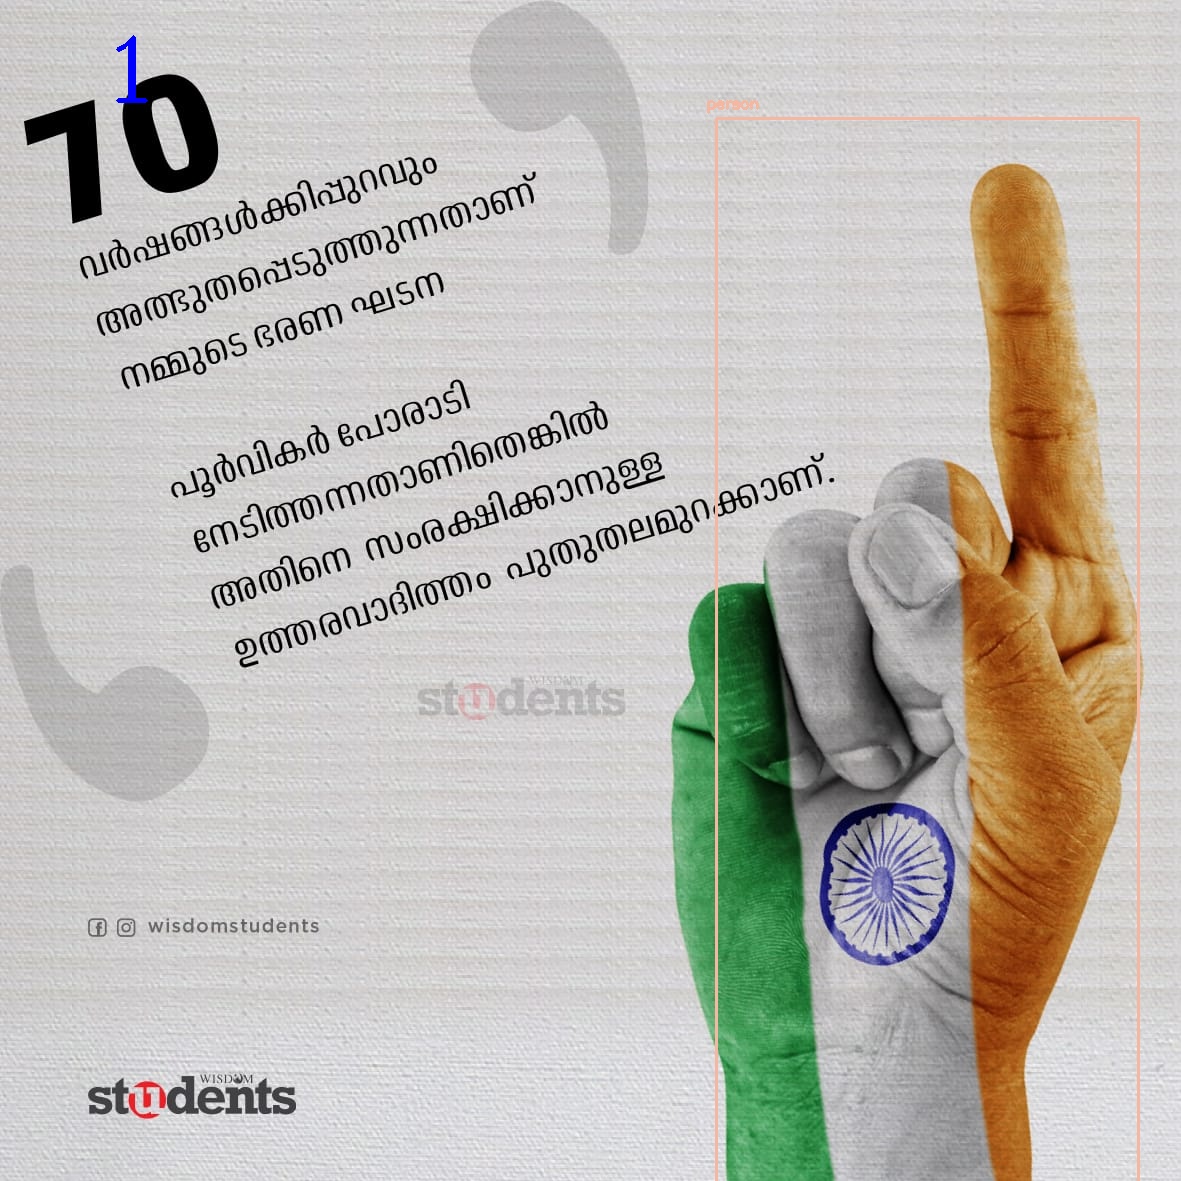 1
70
വർഷങ്ങൾക്കിപ്പുറവും
അത്ഭുതപ്പെടുത്തുന്നതാണ്
നമ്മുടെ ഭരണ ഘടന
പൂർവികർ പോരാടി
നേടിത്തന്നതാണിതെങ്കിൽ
അതിനെ സംരക്ഷിക്കാനുള്ള
ഉത്തരവാദിത്തം പുതുതലമുറക്കാണ്.
person
WISDOM
students
wisdomstudents
WISDOM
students